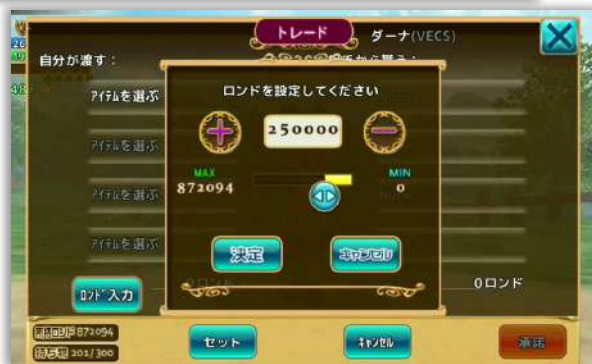 トレード
ダーナ(VECS)
自分が渡す:
アイテムを選ぶ
ロンドを設定してください
250000
アイテムを選ぶ
MAX
872094
MIN
0
アイテムを選ぶ
アイテムを選ぶ
決定
キャンセル
ロンド入力
0ロンド
872094
201/300
セット
キャンセル
承諾